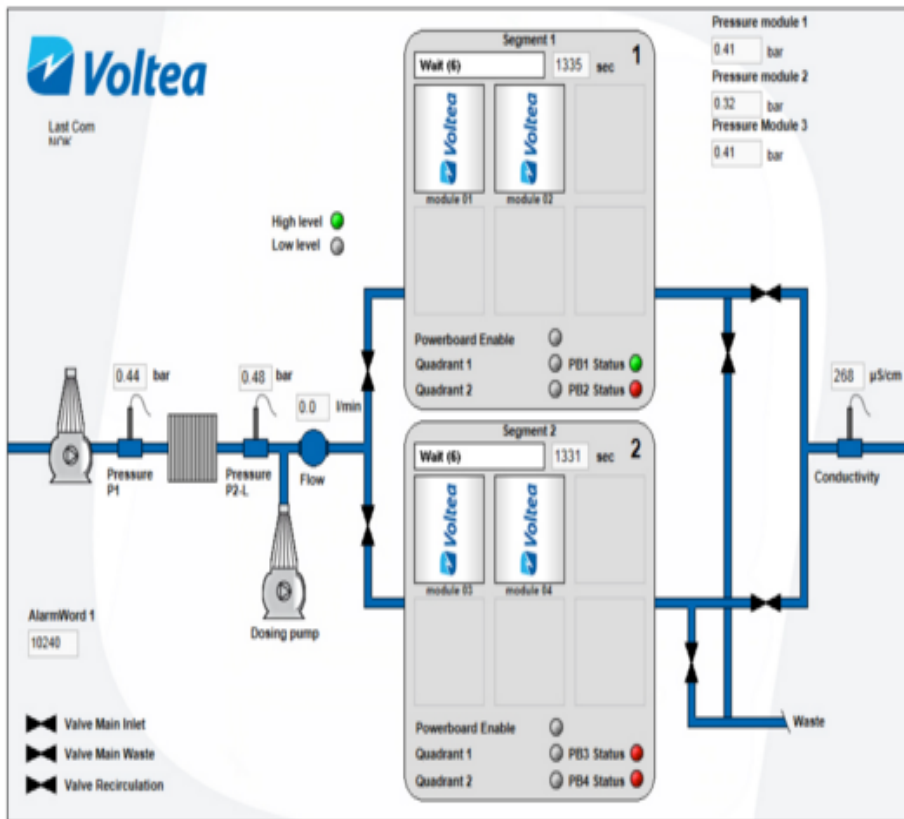 Voltea
Last Com
NOW
Segment 1
Wait (6) 1335 sec 1
Voltea Voltea
module 01 module 02
Pressure module 1
0.41 bar
Pressure module 2
0.32 bar
Pressure Module 3
0.41 bar
High level
Low level
Powerboard Enable
Quadrant 1 PB1 Status
Quadrant 2 PB2 Status
0.44 bar
0.48 bar
0.0 l/min
268 µS/cm
Pressure
P1
Pressure
P2-L
Flow
Conductivity
Segment 2
Wait (6) 1331 sec 2
Voltea Voltea
module 03 module 04
Dosing pump
AlarmWord 1
10240
Valve Main Inlet
Valve Main Waste
Valve Recirculation
Powerboard Enable
Quadrant 1 PB3 Status
Quadrant 2 PB4 Status
Waste